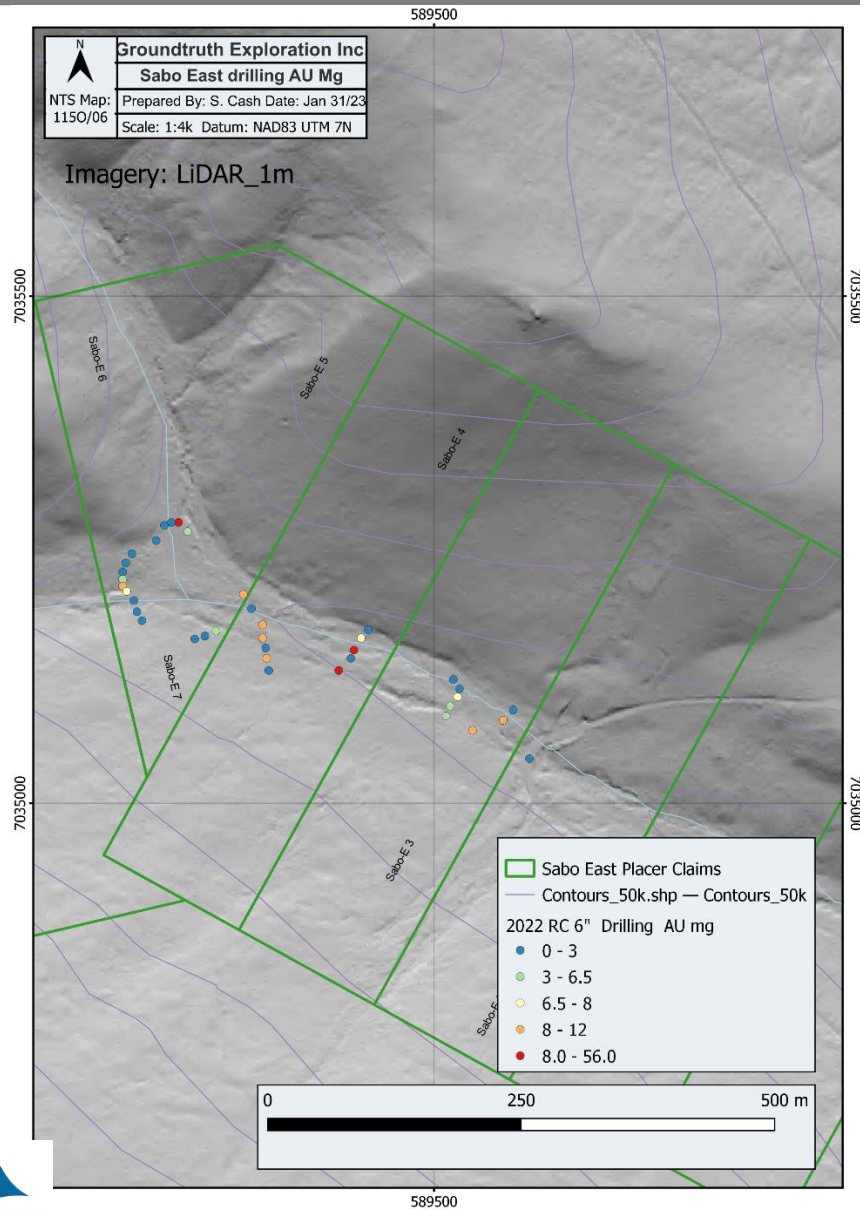 589500
N
NTS Map:
115O/06
Groundtruth Exploration Inc
Sabo East drilling AU Mg
Prepared By: S. Cash Date: Jan 31/23
Scale: 1:4k Datum: NAD83 UTM 7N
Imagery: LiDAR_1m
7035500
7035500
Sabo-E 6
Sabo-E 5
Sabo-E 4
Sabo-E 7
7035000
7035000
Sabo-E 3
Sabo-E
Sabo East Placer Claims
Contours_50k.shp — Contours_50k
2022 RC 6" Drilling AU mg
0 - 3
3 - 6.5
6.5 - 8
8 - 12
8.0 - 56.0
0 250 500 m
589500